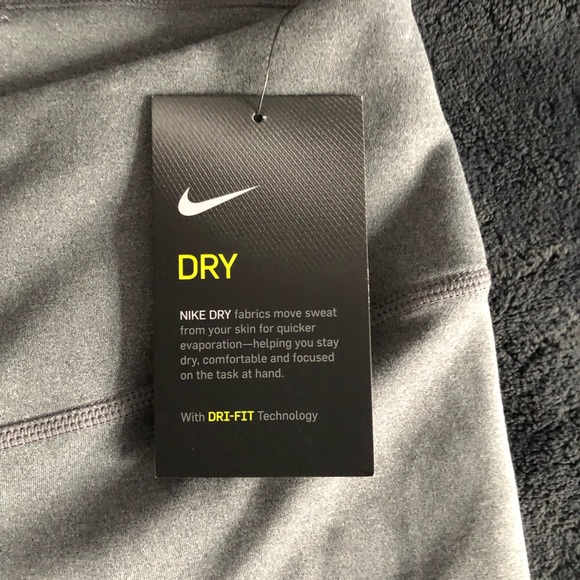 DRY
NIKE DRY fabrics move sweat
from your skin for quicker
evaporation—helping you stay
dry, comfortable and focused
on the task at hand.
With DRI-FIT Technology